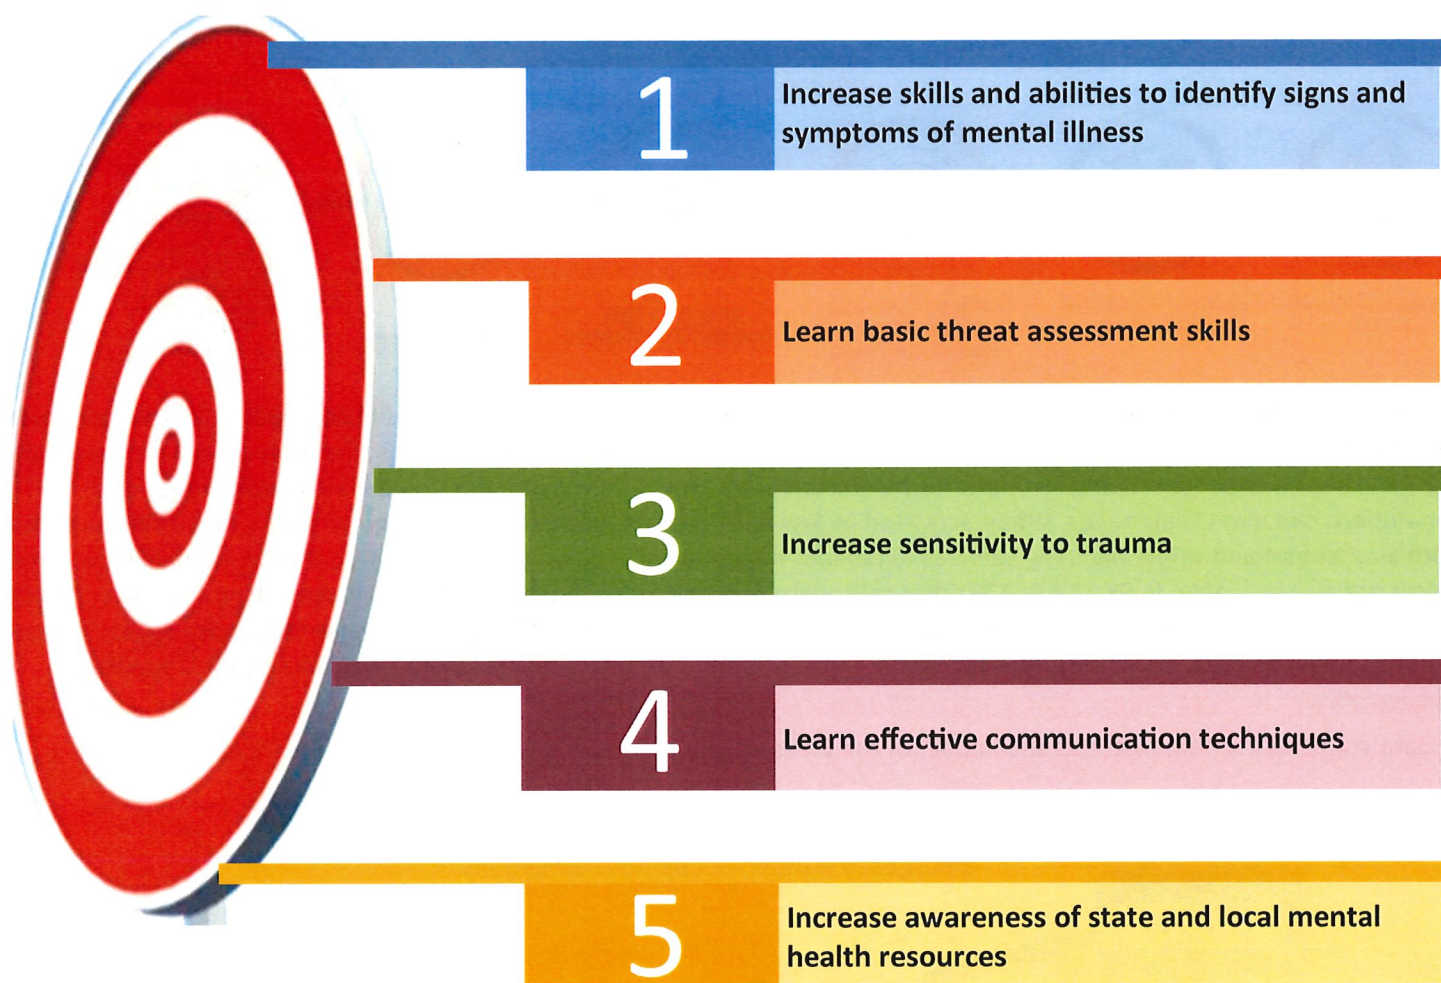 1
Increase skills and abilities to identify signs and
symptoms of mental illness
2
Learn basic threat assessment skills
3
Increase sensitivity to trauma
4
Learn effective communication techniques
5
Increase awareness of state and local mental
health resources